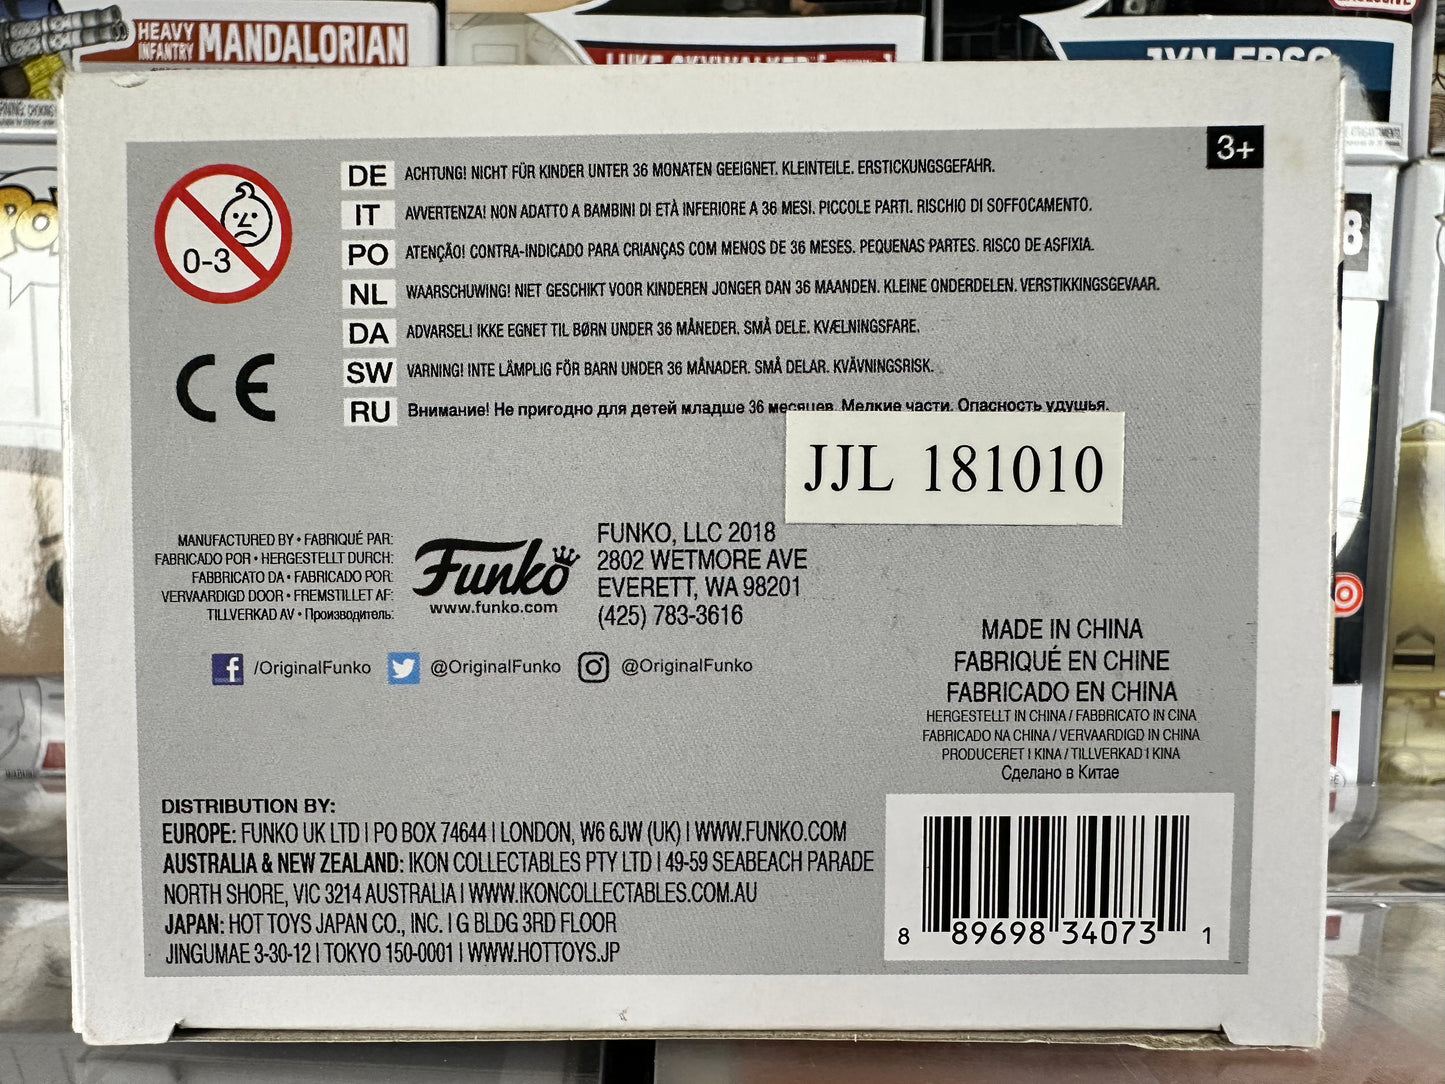 HEAVY
INFANTRY MANDALORIAN
LUKE SKYWALKER
JYN ERSO
3+
0-3
DE ACHTUNG! NICHT FÜR KINDER UNTER 36 MONATEN GEEIGNET. KLEINTEILE. ERSTICKUNGSGEFAHR.
IT AVVERTENZA! NON ADATTO A BAMBINI DI ETÀ INFERIORE A 36 MESI. PICCOLE PARTI. RISCHIO DI SOFFOCAMENTO.
PO ATENÇÃO! CONTRA-INDICADO PARA CRIANÇAS COM MENOS DE 36 MESES. PEQUENAS PARTES. RISCO DE ASFIXIA.
NL WAARSCHUWING! NIET GESCHIKT VOOR KINDEREN JONGER DAN 36 MAANDEN. KLEINE ONDERDELEN. VERSTIKKINGSGEVAAR.
DA ADVARSEL! IKKE EGNET TIL BØRN UNDER 36 MÅNEDER. SMÅ DELE. KVÆLNINGSFARE.
SW VARNING! INTE LÄMPLIG FÖR BARN UNDER 36 MÅNADER. SMÅ DELAR. KVÄVNINGSRISK.
RU Внимание! Не пригодно для детей младше 36 месяцев. Мелкие части. Опасность удушья.
CE
JJL 181010
MANUFACTURED BY • FABRIQUÉ PAR:
FABRICADO POR • HERGESTELLT DURCH:
FABBRICATO DA • FABRICADO POR:
VERVAARDIGD DOOR • FREMSTILLET AF:
TILLVERKAD AV • Производитель:
Funko
www.funko.com
FUNKO, LLC 2018
2802 WETMORE AVE
EVERETT, WA 98201
(425) 783-3616
f /OriginalFunko @OriginalFunko @OriginalFunko
MADE IN CHINA
FABRIQUÉ EN CHINE
FABRICADO EN CHINA
HERGESTELLT IN CHINA / FABBRICATO IN CINA
FABRICADO NA CHINA / VERVAARDIGD IN CHINA
PRODUCERET I KINA / TILLVERKAD I KINA
Сделано в Китае
DISTRIBUTION BY:
EUROPE: FUNKO UK LTD | PO BOX 74644 | LONDON, W6 6JW (UK) | WWW.FUNKO.COM
AUSTRALIA & NEW ZEALAND: IKON COLLECTABLES PTY LTD | 49-59 SEABEACH PARADE
NORTH SHORE, VIC 3214 AUSTRALIA | WWW.IKONCOLLECTABLES.COM.AU
JAPAN: HOT TOYS JAPAN CO., INC. | G BLDG 3RD FLOOR
JINGUMAE 3-30-12 | TOKYO 150-0001 | WWW.HOTTOYS.JP
8 89698 34073 1